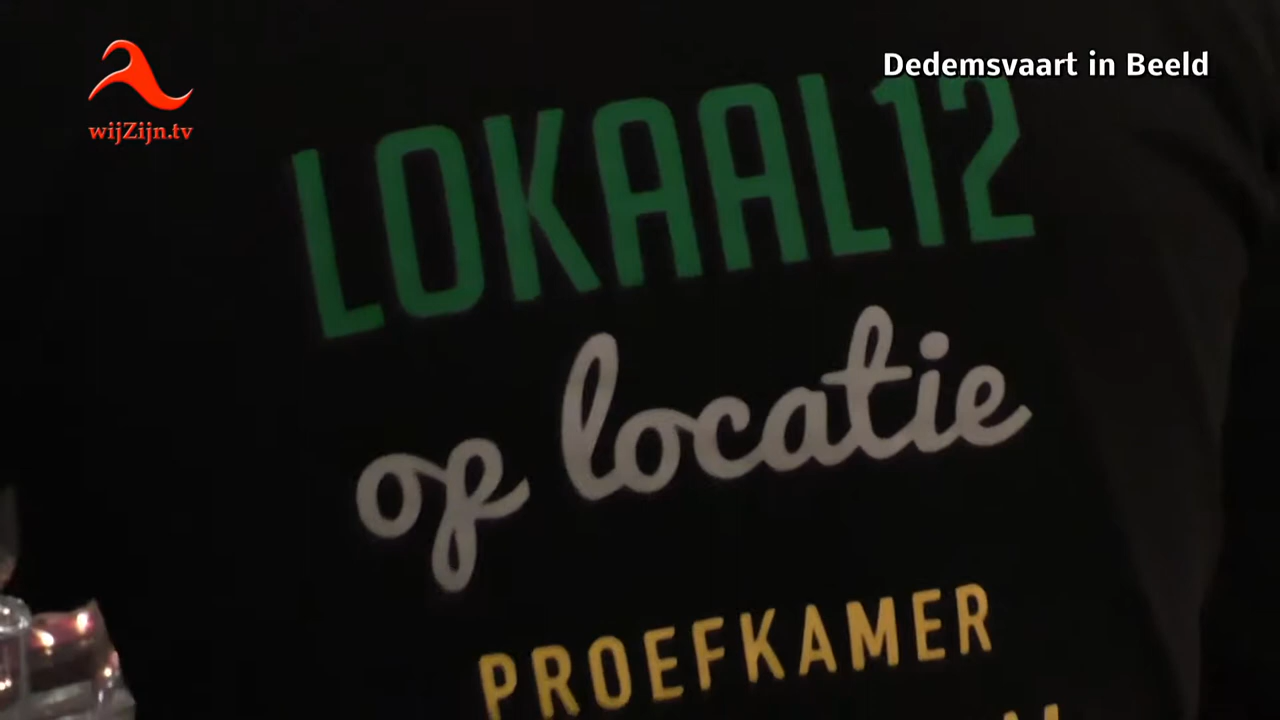 Dedemsvaart in Beeld
wijZijn.tv
LOKAAL12
op locatie
PROEFKAMER